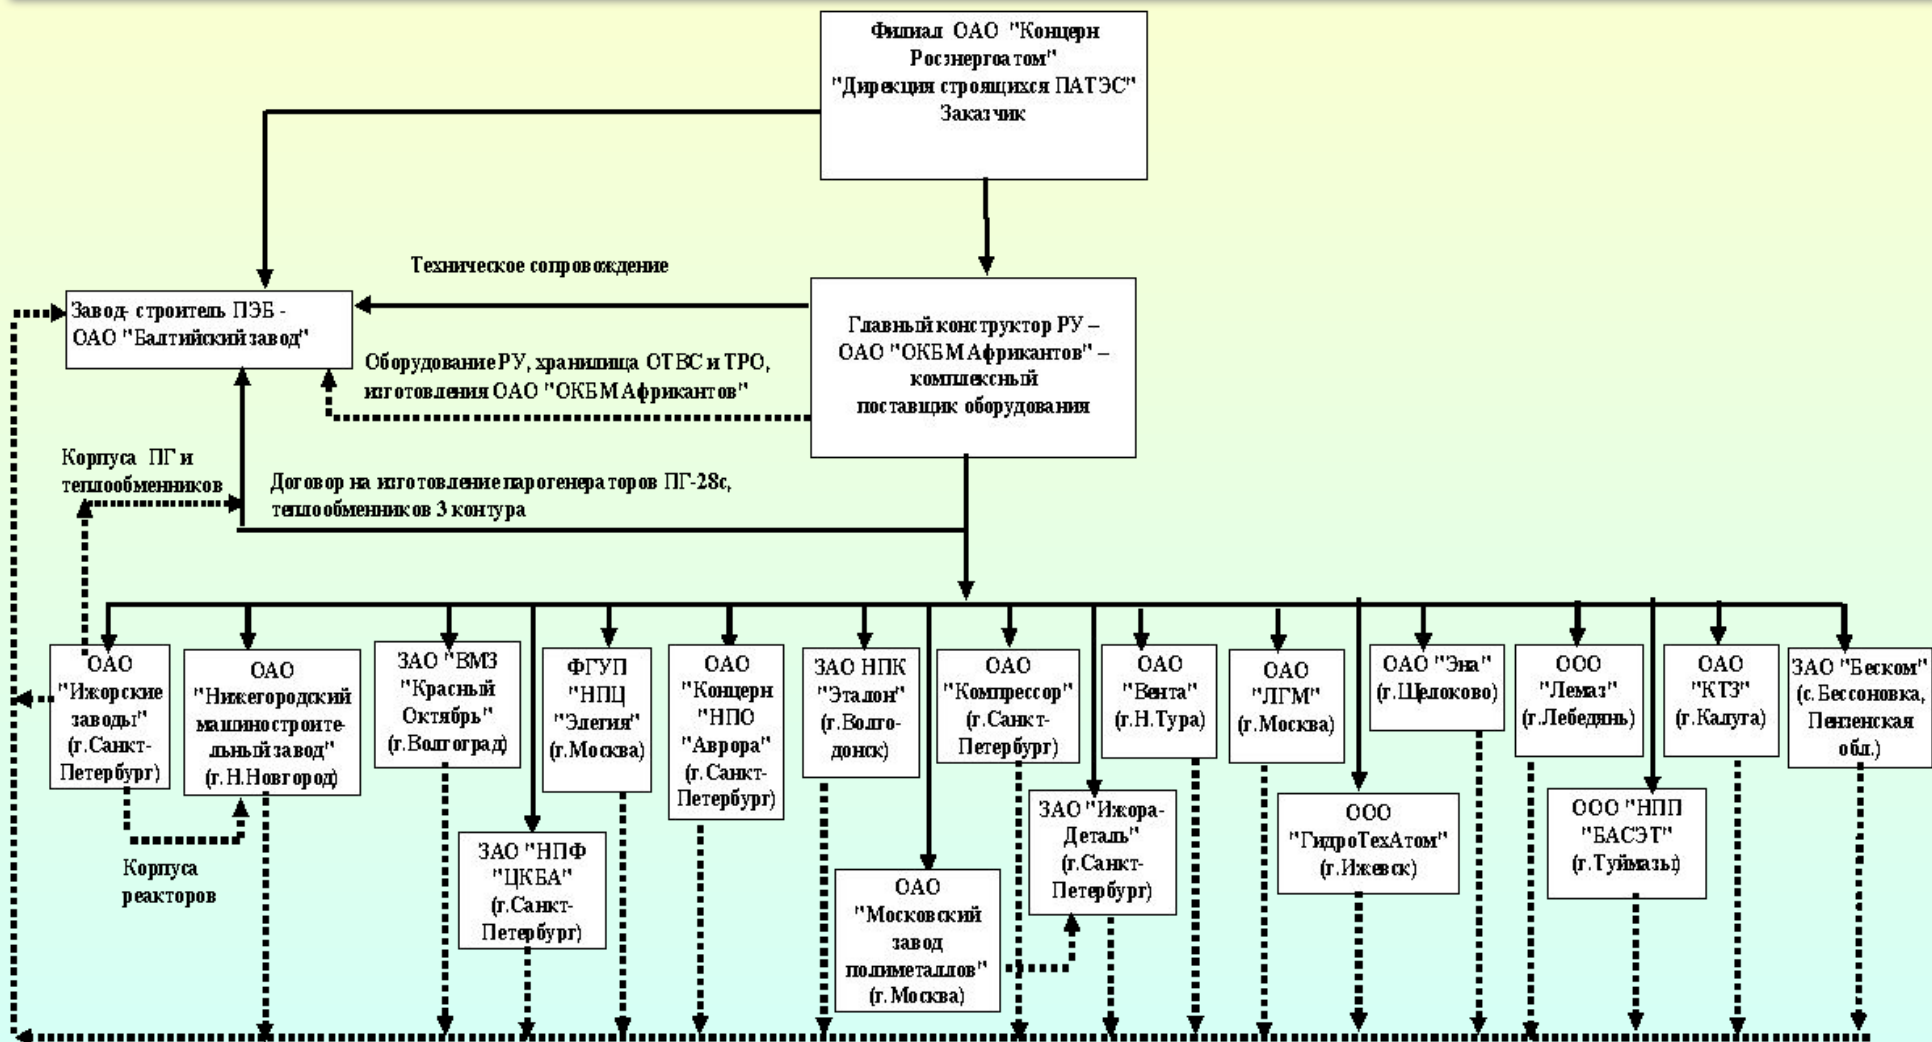 Филиал ОАО "Концерн
Росэнергоатом"
"Дирекция строящихся ПАТЭС"
Заказчик
Техническое сопровождение
Завод- строитель ПЭБ -
ОАО "Балтийский завод"
Главный конструктор РУ –
ОАО "ОКБМ Африкантов" –
комплексный
поставщик оборудования
Оборудование РУ, хранилища ОТВС и ТРО,
изготовления ОАО "ОКБМ Африкантов"
Корпуса ПГ и
теплообменников
Договор на изготовление парогенераторов ПГ-28с,
теплообменников 3 контура
ОАО
"Ижорские
заводы"
(г.Санкт-
Петербург)
ОАО
"Нижегородский
машиностроите-
льный завод"
(г.Н.Новгород)
ЗАО "ВМЗ
"Красный
Октябрь"
(г.Волгоград)
ФГУП
"НПЦ
"Элегия"
(г.Москва)
ОАО
"Концерн
"НПО
"Аврора"
(г.Санкт-
Петербург)
ЗАО НПК
"Эталон"
(г.Волго-
донск)
ОАО
"Компрессор"
(г.Санкт-
Петербург)
ОАО
"Вента"
(г.Н.Тура)
ОАО
"ЛГМ"
(г.Москва)
ОАО "Эна"
(г.Щелоково)
ООО
"Лемаз"
(г.Лебедянь)
ОАО
"КТЗ"
(г.Калуга)
ЗАО "Беском"
(с.Бессоновка,
Пензенская
обл.)
Корпуса
реакторов
ЗАО "НПФ
"ЦКБА"
(г.Санкт-
Петербург)
ОАО
"Московский
завод
полиметаллов"
(г.Москва)
ЗАО "Ижора-
Деталь"
(г.Санкт-
Петербург)
ООО
"ГидроТехАтом"
(г.Ижевск)
ООО "НПП
"БАСЭТ"
(г.Туймазы)